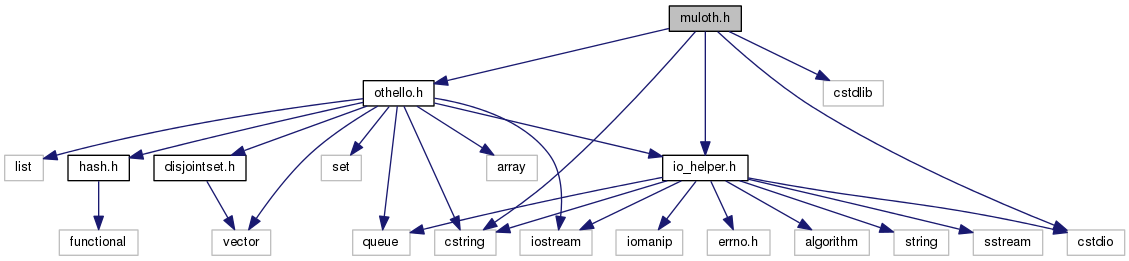 muloth.h
othello.h
cstdlib
list
hash.h
disjointset.h
set
array
io_helper.h
functional
vector
queue
cstring
iostream
iomanip
errno.h
algorithm
string
sstream
cstdio